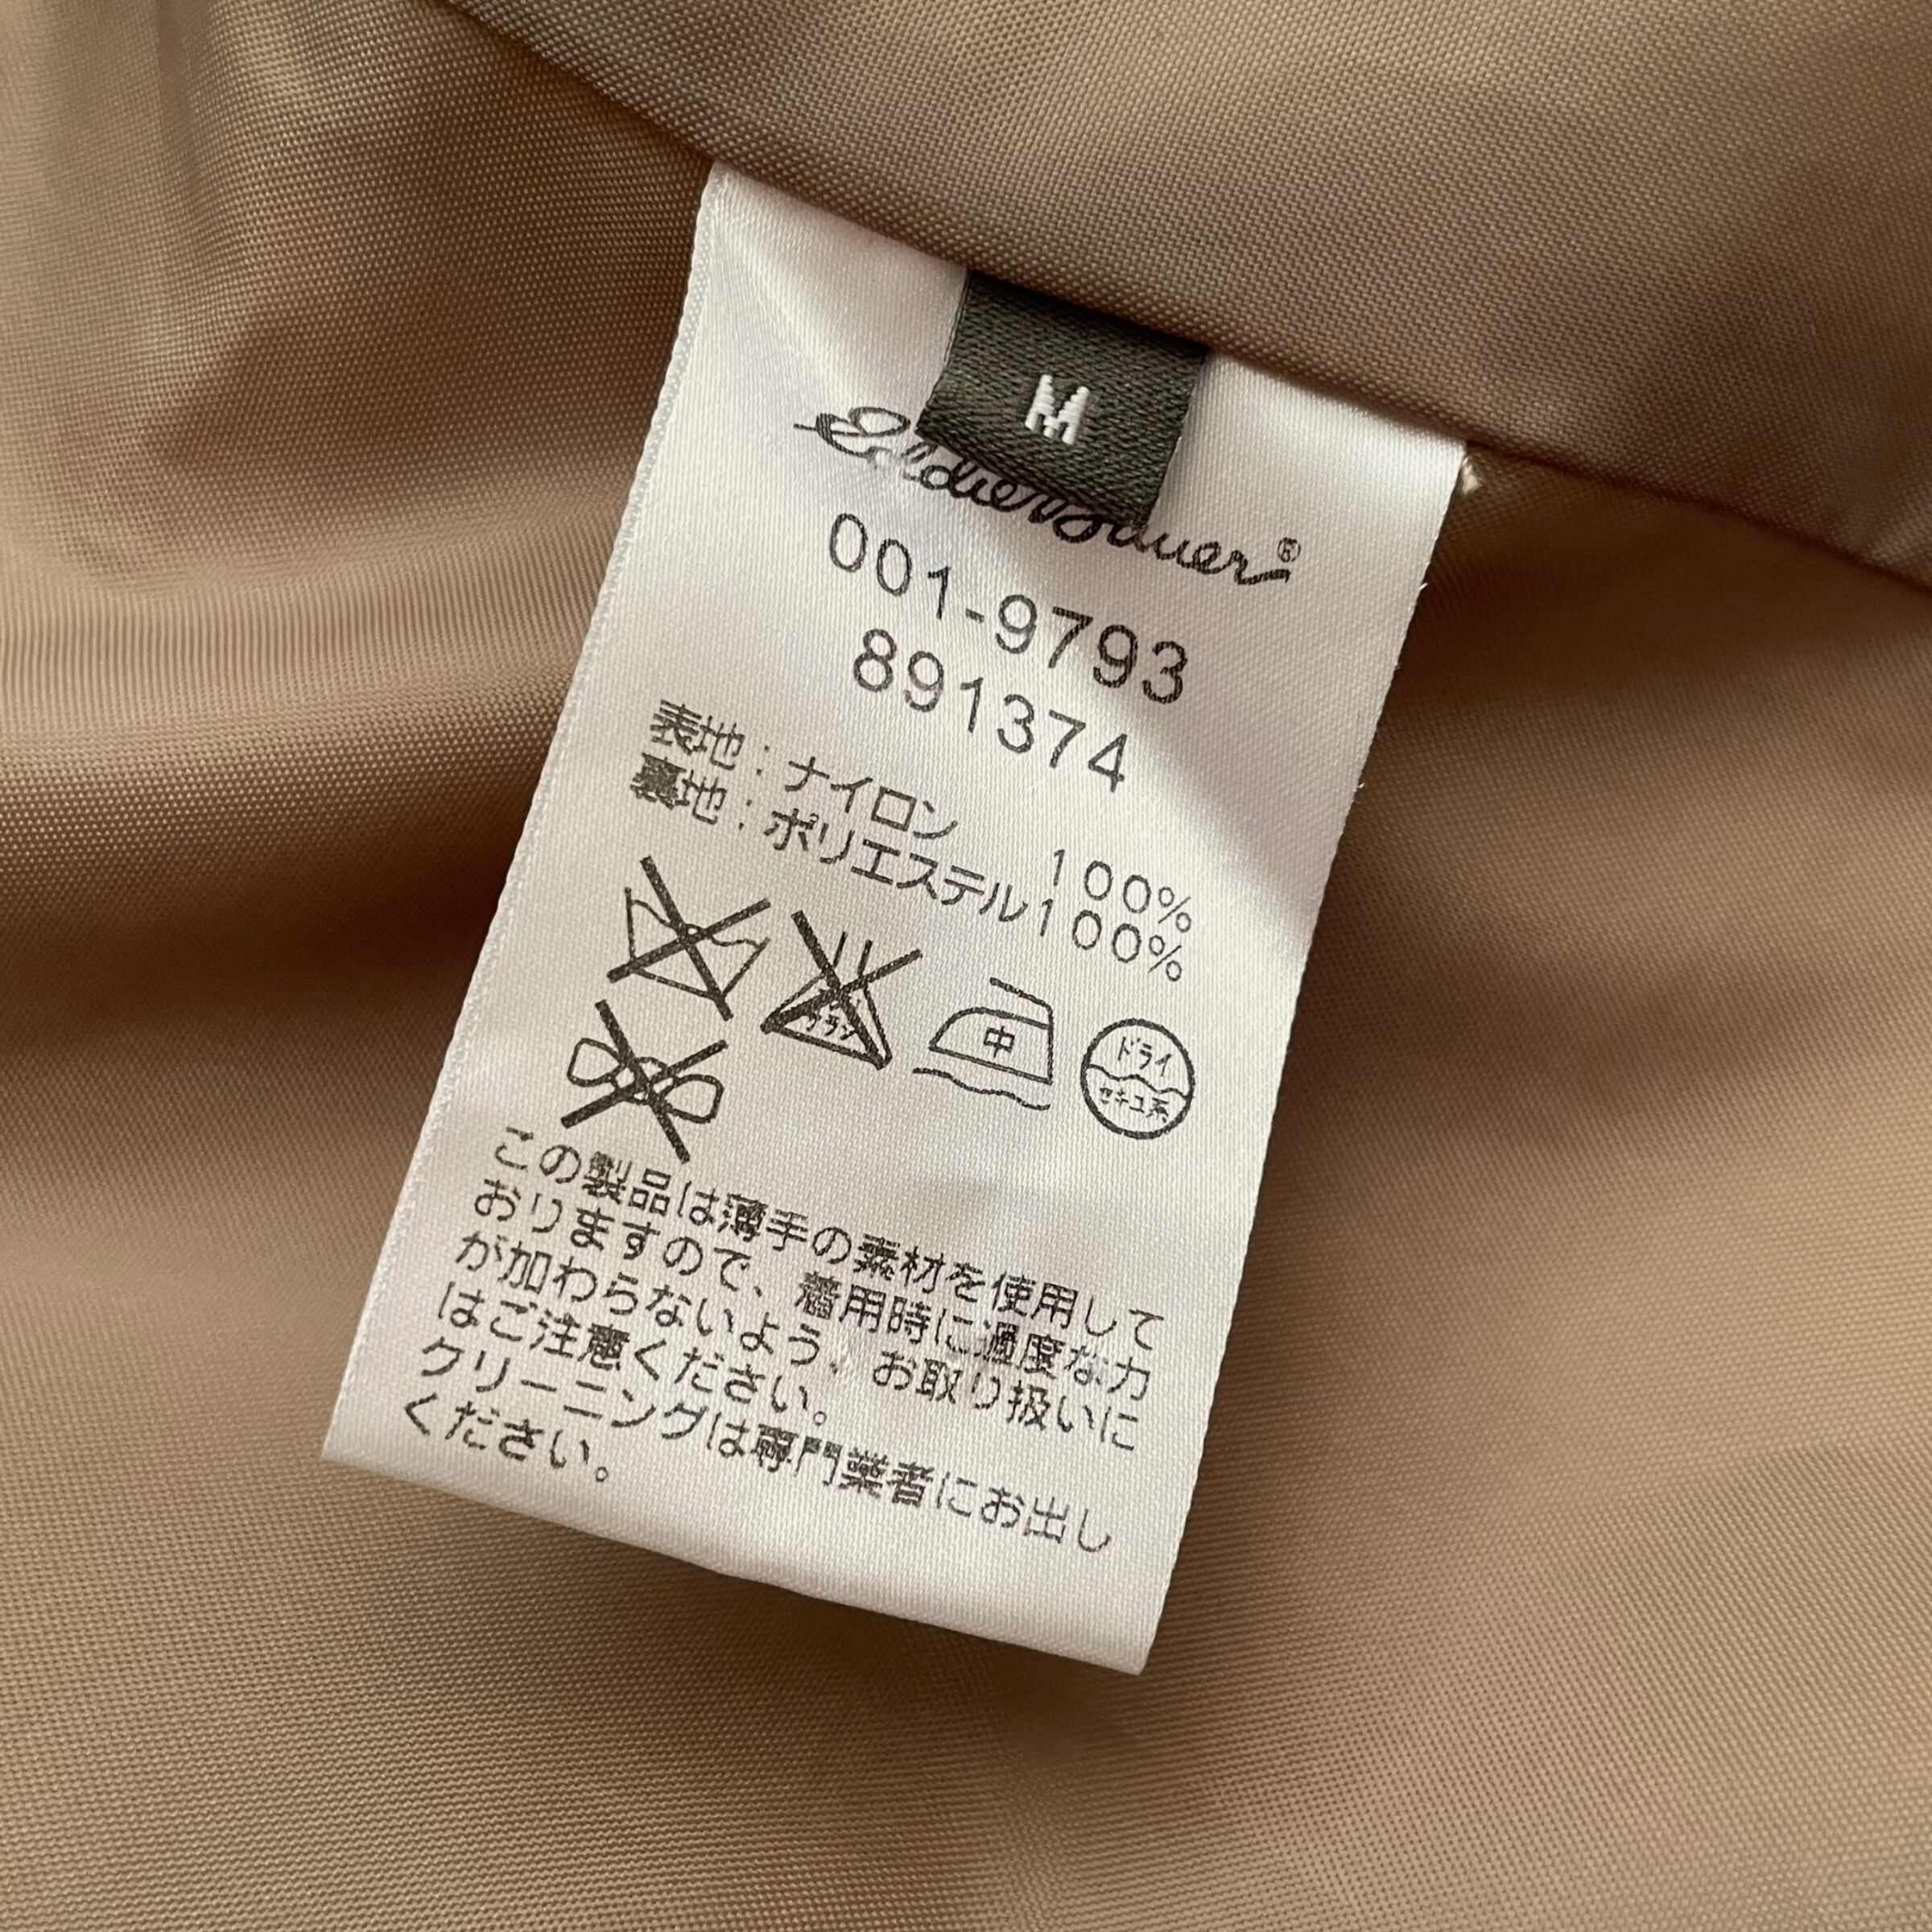 M
Eddie Bauer®
001-9793
891374
表地：ナイロン 100%
裏地：ポリエステル100%
中
ドライ
セキユ系
この製品は薄手の素材を使用して
おりますので、着用時に過度な力
が加わらないよう、お取り扱いに
はご注意ください。
クリーニングは専門業者にお出し
ください。